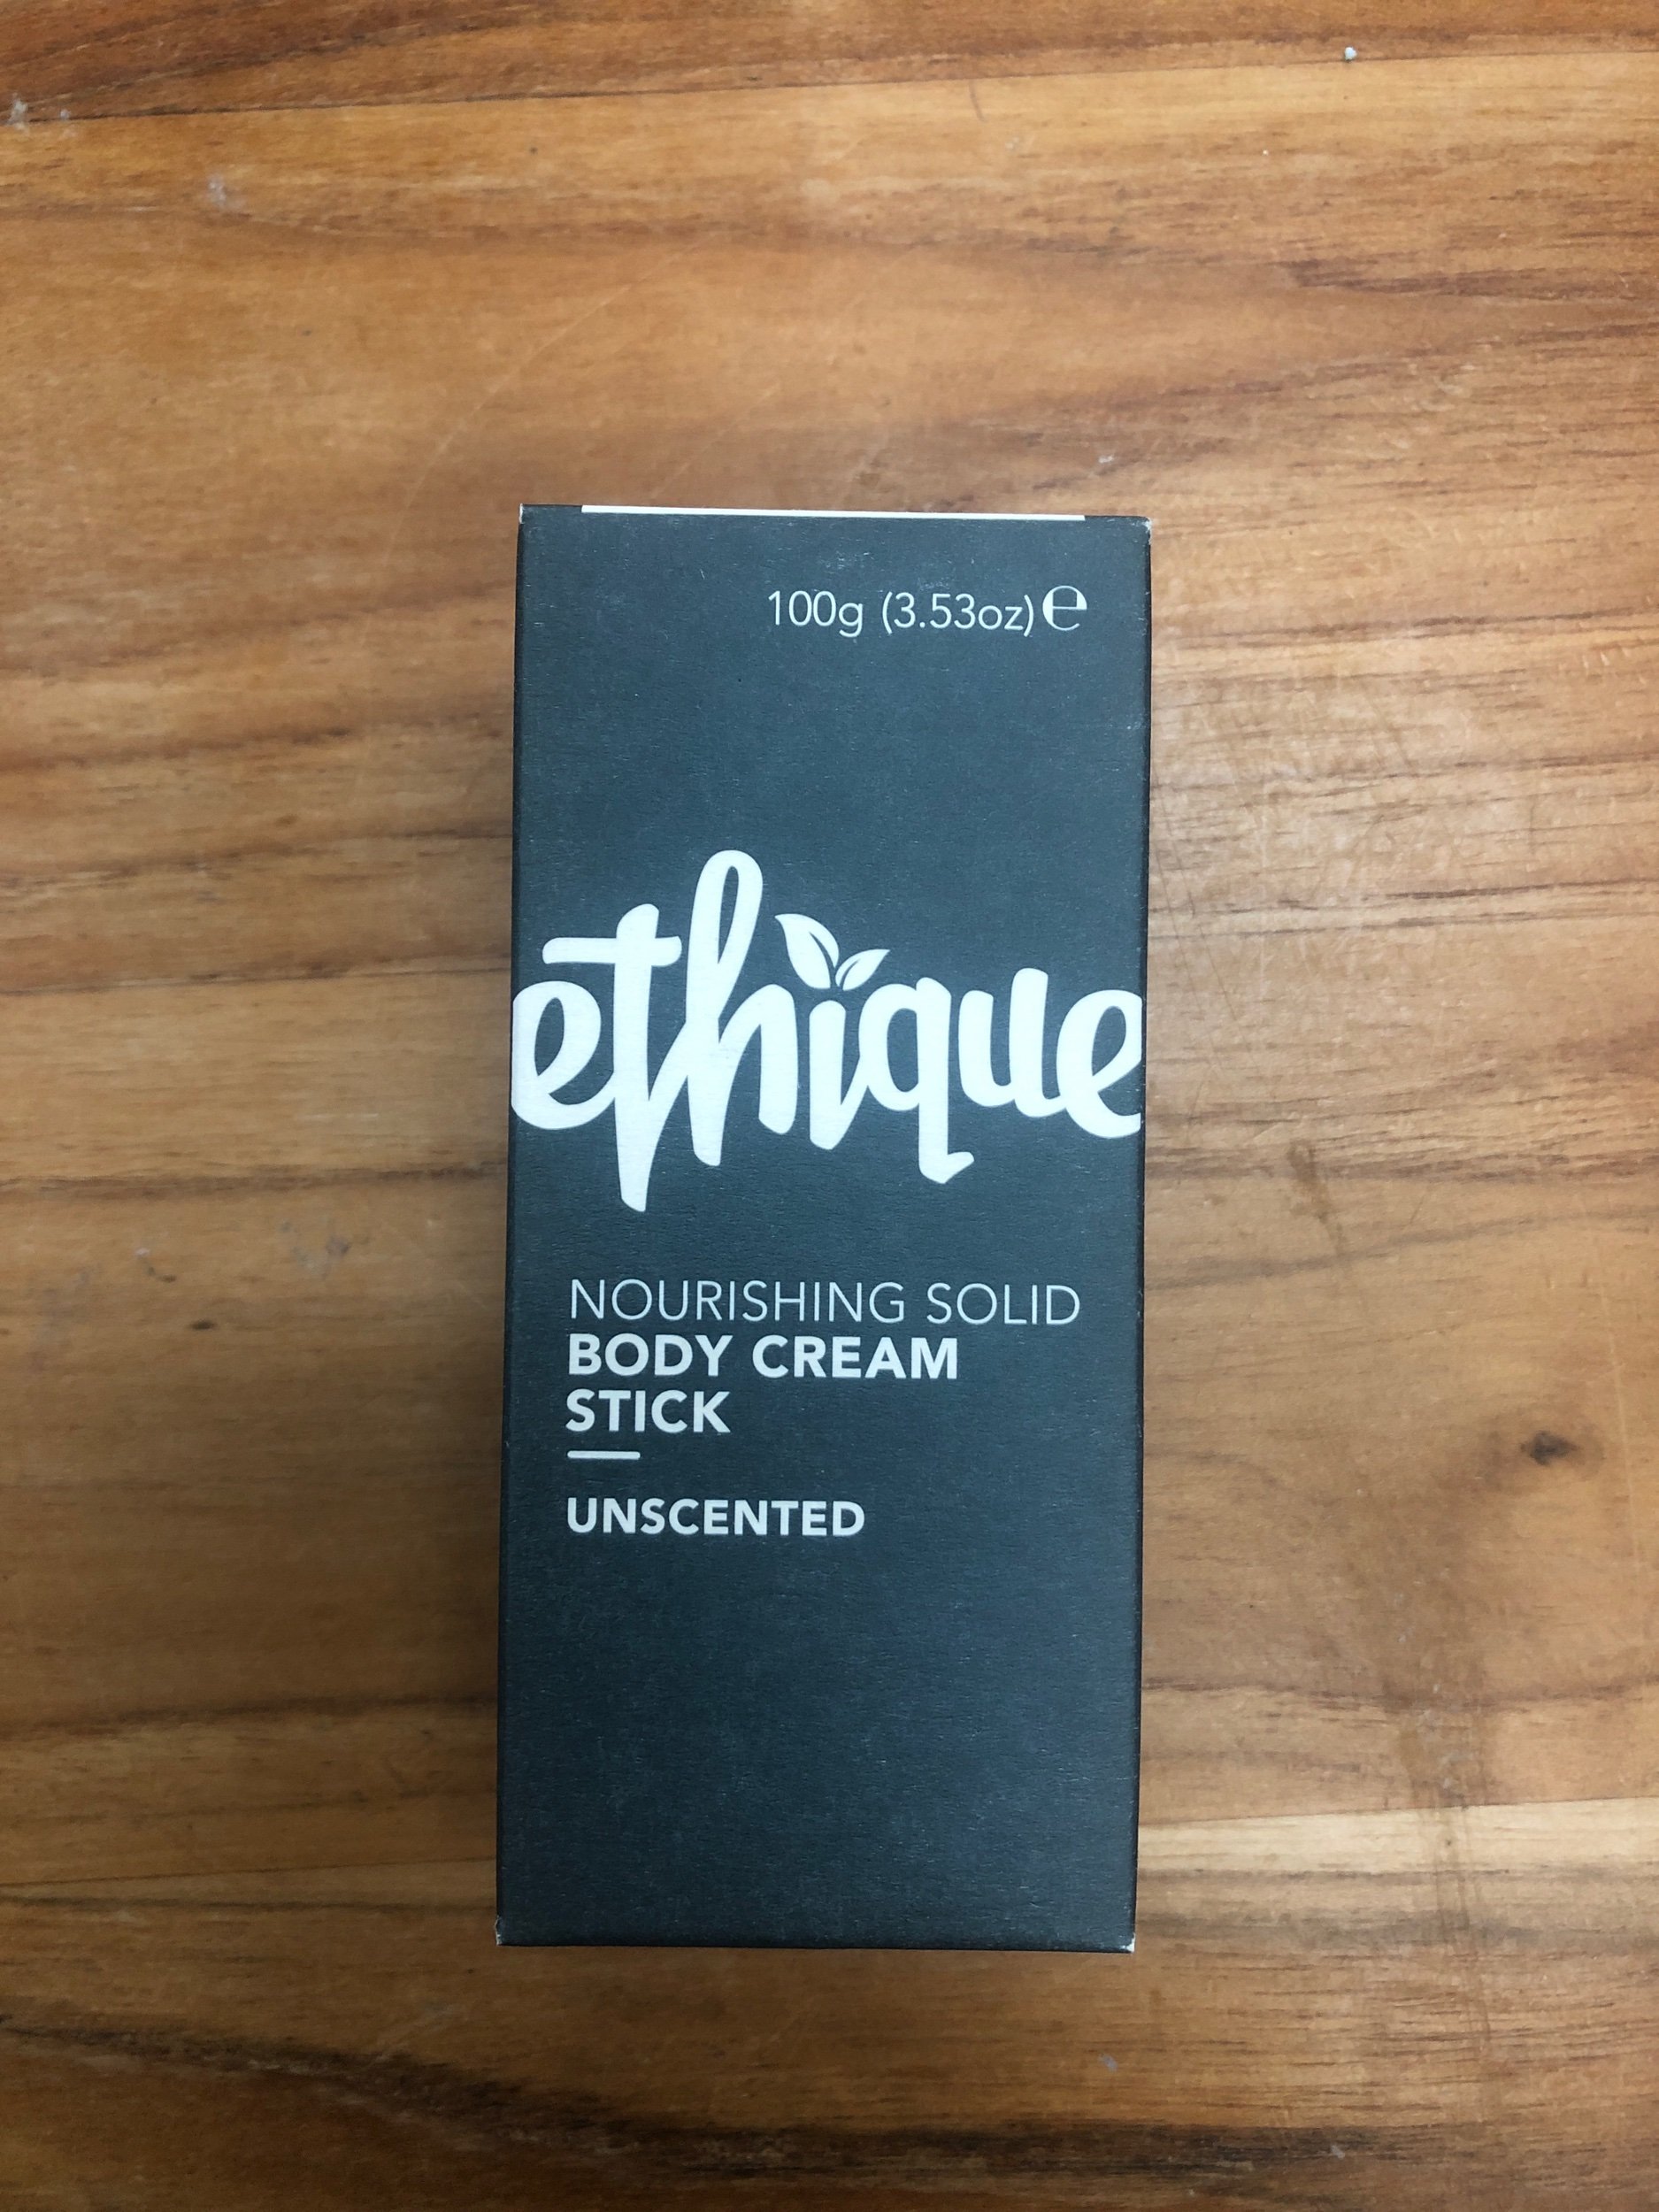 100g (3.53oz) ℮
ethique
NOURISHING SOLID
BODY CREAM
STICK
UNSCENTED